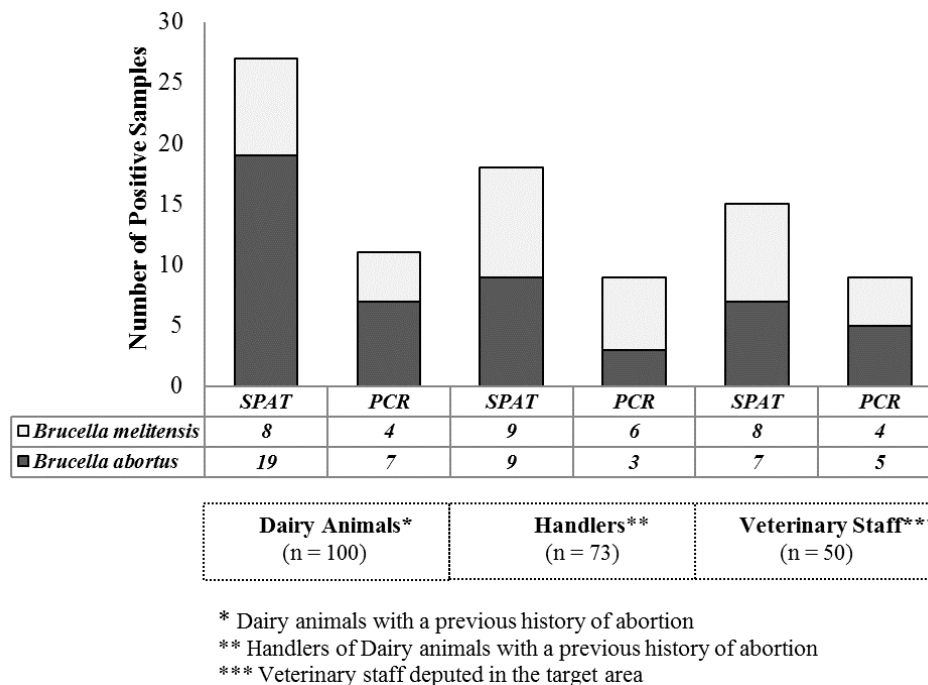 30
25
20
15
10
5
0
Number of Positive Samples
SPAT PCR SPAT PCR SPAT PCR
Brucella melitensis 8 4 9 6 8 4
Brucella abortus 19 7 9 3 7 5
Dairy Animals* Handlers** Veterinary Staff***
(n = 100) (n = 73) (n = 50)
* Dairy animals with a previous history of abortion
** Handlers of Dairy animals with a previous history of abortion
*** Veterinary staff deputed in the target area